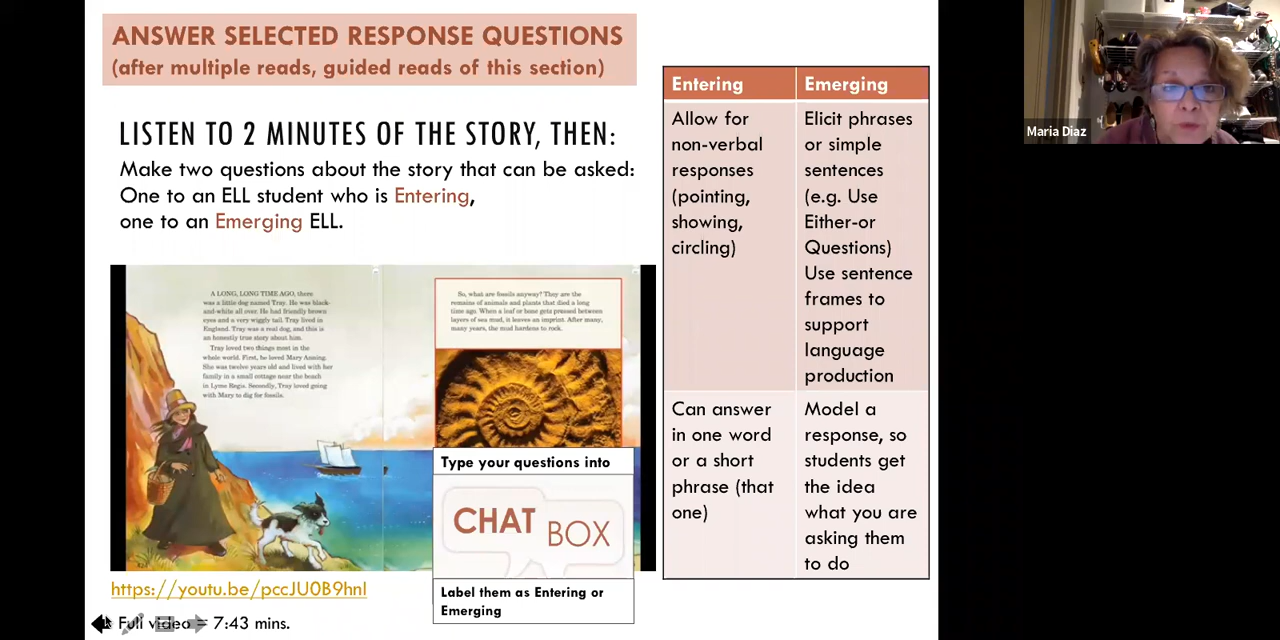 ANSWER SELECTED RESPONSE QUESTIONS
(after multiple reads, guided reads of this section)
LISTEN TO 2 MINUTES OF THE STORY, THEN:
Make two questions about the story that can be asked:
One to an ELL student who is Entering,
one to an Emerging ELL.
A LONG, LONG TIME AGO, there
was a little dog named Tray. He was black-
and-white all over. He had friendly brown
eyes and a very wiggly tail. Tray lived in
England. Tray was a real dog, and this is
an honestly true story about him.
Tray loved two things most in the
whole world. First, he loved Mary Anning.
She was twelve years old and lived with her
family in a small cottage near the beach
in Lyme Regis. Secondly, Tray loved going
with Mary to dig for fossils.
So, what are fossils anyway? They are the
remains of animals and plants that died a long
time ago. When a leaf or bone gets pressed between
layers of sea mud, it leaves an imprint. After many,
many years, the mud hardens to rock.
Type your questions into
CHAT BOX
Label them as Entering or
Emerging
https://youtu.be/pccJU0B9hnI
Full video = 7:43 mins.
Entering
Allow for
non-verbal
responses
(pointing,
showing,
circling)
Can answer
in one word
or a short
phrase (that
one)
Emerging
Elicit phrases
or simple
sentences
(e.g. Use
Either-or
Questions)
Use sentence
frames to
support
language
production
Model a
response, so
students get
the idea
what you are
asking them
to do
Maria Diaz